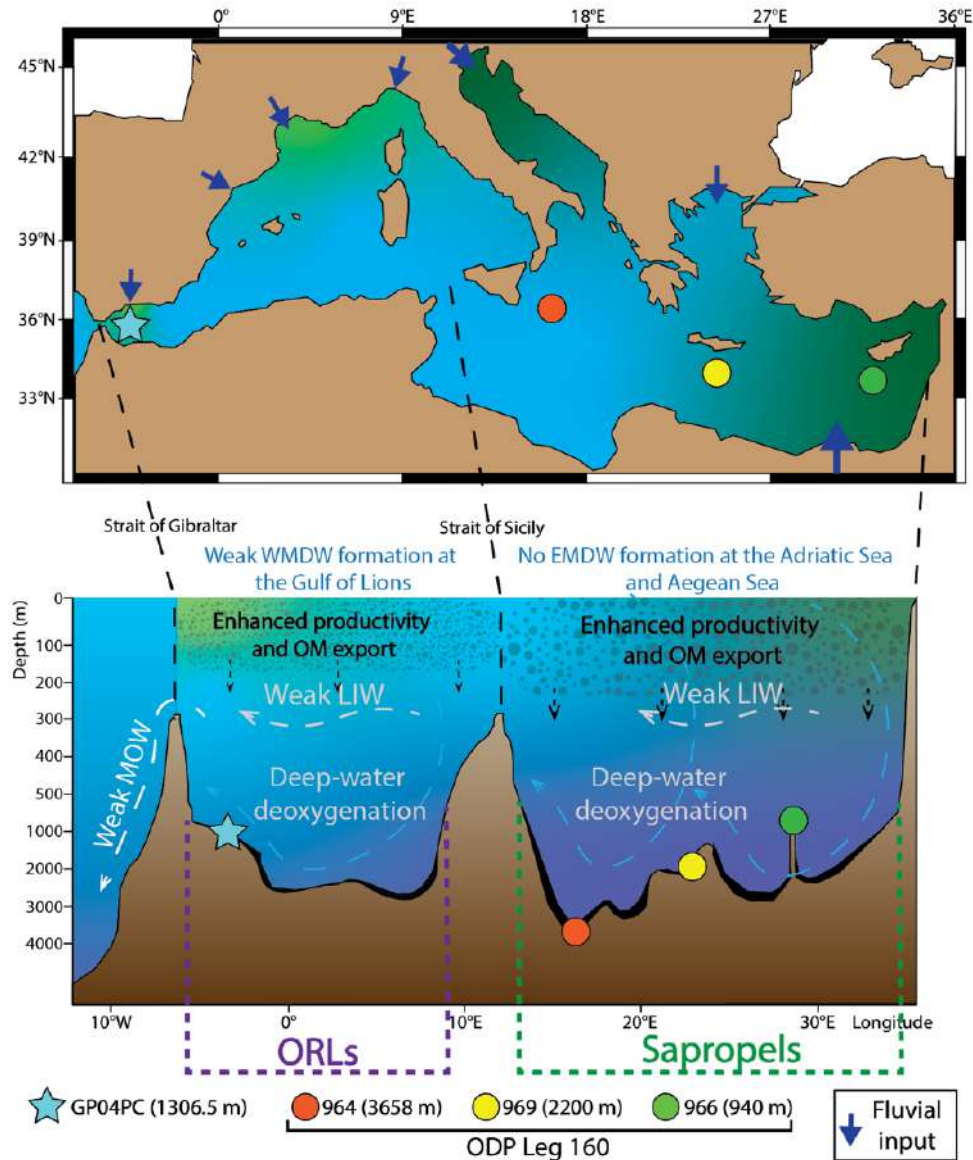 0° 9°E 18°E 27°E 36°E
45°N
42°N
39°N
36°N
33°N
Strait of Gibraltar
Strait of Sicily
Weak WMDW formation at
the Gulf of Lions
No EMDW formation at the Adriatic Sea
and Aegean Sea
Depth (m)
0
100
200
300
400
500
1000
2000
3000
4000
Enhanced productivity
and OM export
Enhanced productivity
and OM export
Weak LIW
Weak LIW
Weak MOW
Deep-water
deoxygenation
Deep-water
deoxygenation
10°W 0° 10°E 20°E 30°E Longitude
ORLs
Sapropels
GP04PC (1306.5 m) 964 (3658 m) 969 (2200 m) 966 (940 m)
ODP Leg 160
Fluvial
input